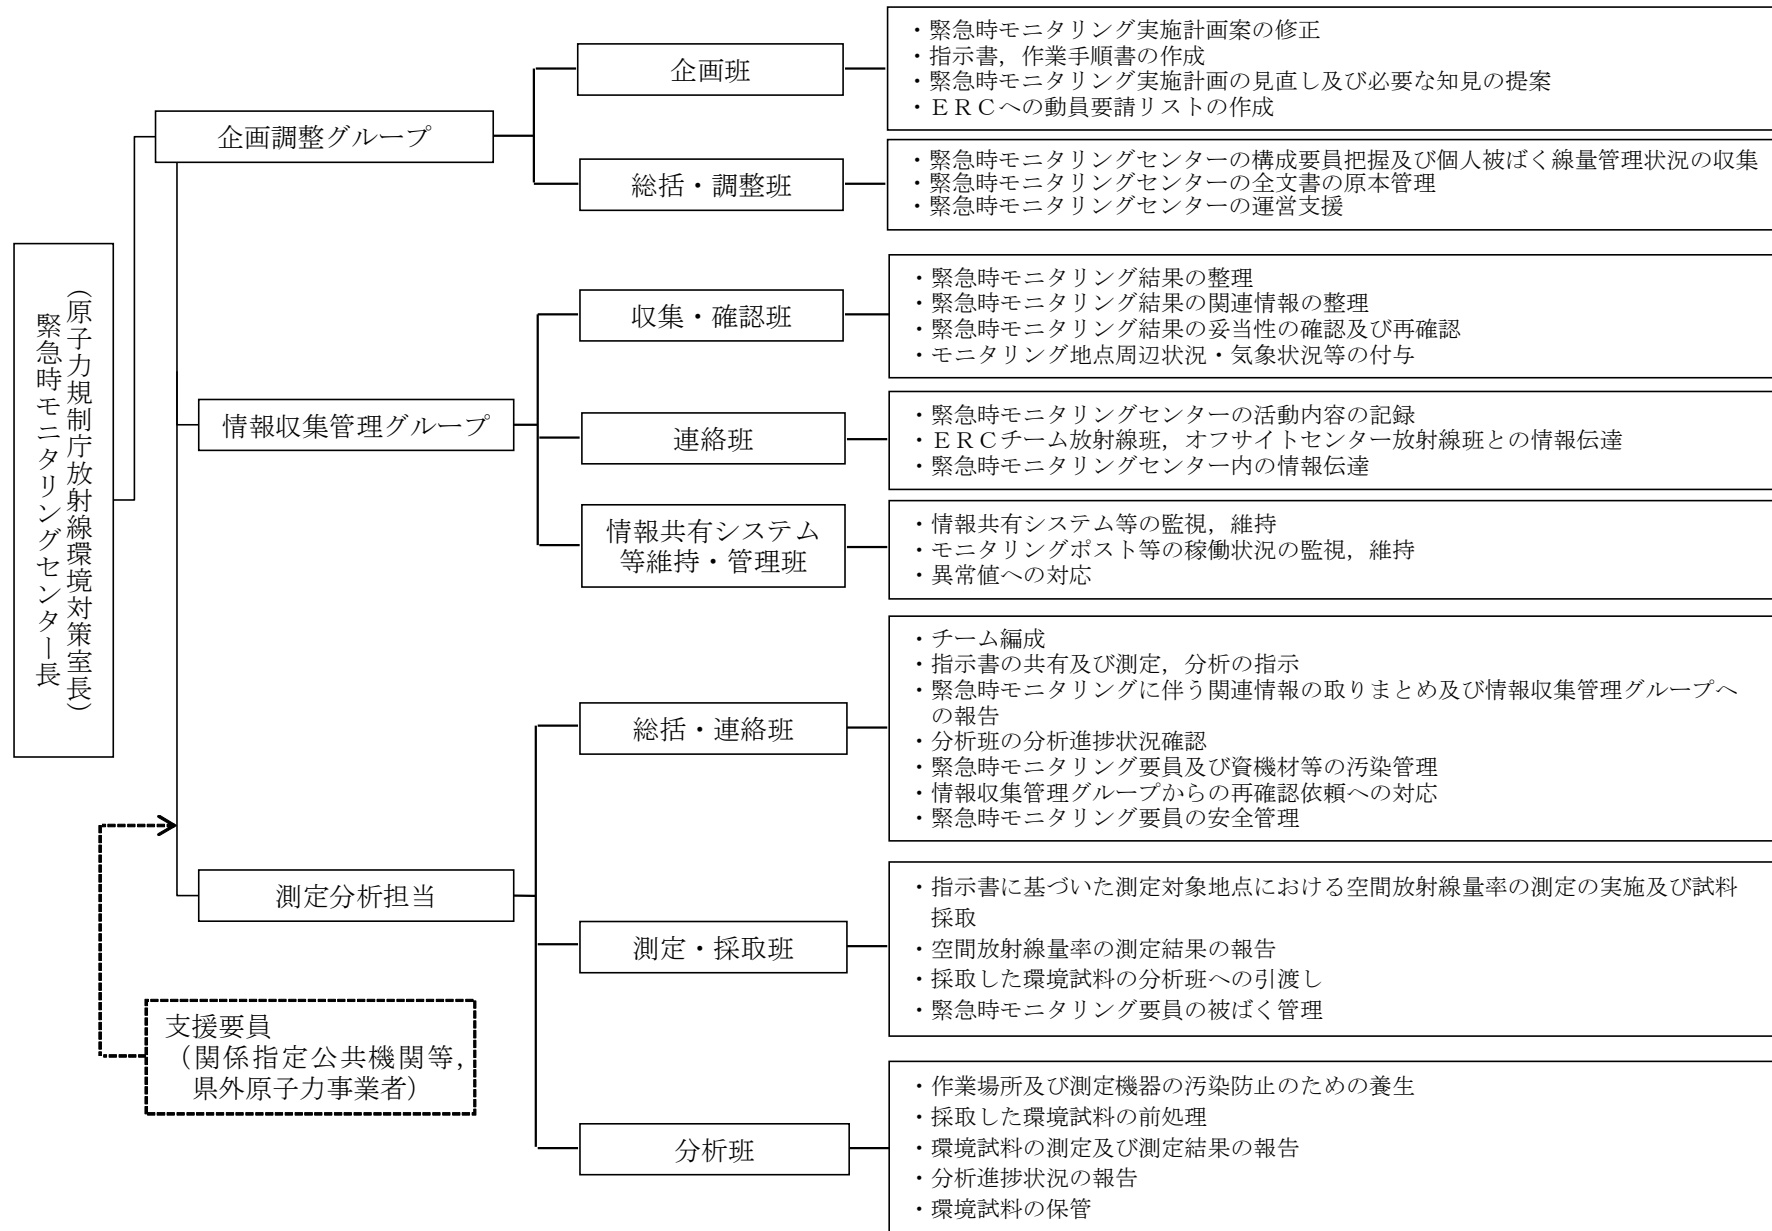 緊急時モニタリングセンター長
（原子力規制庁放射線環境対策室長）
企画調整グループ
企画班
・緊急時モニタリング実施計画案の修正
・指示書，作業手順書の作成
・緊急時モニタリング実施計画の見直し及び必要な知見の提案
・ＥＲＣへの動員要請リストの作成
総括・調整班
・緊急時モニタリングセンターの構成要員把握及び個人被ばく線量管理状況の収集
・緊急時モニタリングセンターの全文書の原本管理
・緊急時モニタリングセンターの運営支援
情報収集管理グループ
収集・確認班
・緊急時モニタリング結果の整理
・緊急時モニタリング結果の関連情報の整理
・緊急時モニタリング結果の妥当性の確認及び再確認
・モニタリング地点周辺状況・気象状況等の付与
連絡班
・緊急時モニタリングセンターの活動内容の記録
・ＥＲＣチーム放射線班，オフサイトセンター放射線班との情報伝達
・緊急時モニタリングセンター内の情報伝達
情報共有システム
等維持・管理班
・情報共有システム等の監視，維持
・モニタリングポスト等の稼働状況の監視，維持
・異常値への対応
測定分析担当
総括・連絡班
・チーム編成
・指示書の共有及び測定，分析の指示
・緊急時モニタリングに伴う関連情報の取りまとめ及び情報収集管理グループへ
の報告
・分析班の分析進捗状況確認
・緊急時モニタリング要員及び資機材等の汚染管理
・情報収集管理グループからの再確認依頼への対応
・緊急時モニタリング要員の安全管理
測定・採取班
・指示書に基づいた測定対象地点における空間放射線量率の測定の実施及び試料
採取
・空間放射線量率の測定結果の報告
・採取した環境試料の分析班への引渡し
・緊急時モニタリング要員の被ばく管理
分析班
・作業場所及び測定機器の汚染防止のための養生
・採取した環境試料の前処理
・環境試料の測定及び測定結果の報告
・分析進捗状況の報告
・環境試料の保管
支援要員
（関係指定公共機関等，
県外原子力事業者）